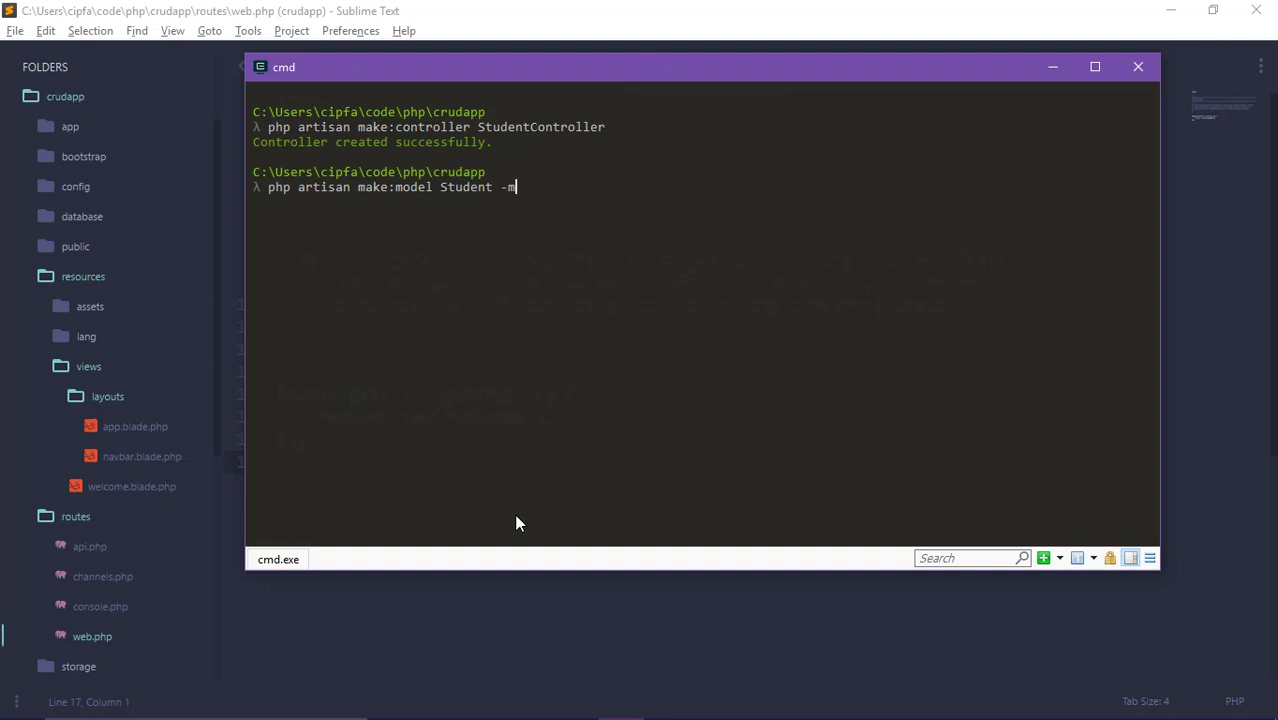 C:\Users\cipfa\code\php\crudapp\routes\web.php (crudapp) - Sublime Text
File Edit Selection Find View Goto Tools Project Preferences Help
FOLDERS
crudapp
app
bootstrap
config
database
public
resources
assets
lang
views
layouts
app.blade.php
navbar.blade.php
welcome.blade.php
routes
api.php
channels.php
console.php
web.php
storage
cmd
C:\Users\cipfa\code\php\crudapp
λ php artisan make:controller StudentController
Controller created successfully.
C:\Users\cipfa\code\php\crudapp
λ php artisan make:model Student -m
cmd.exe
Search
Line 17, Column 1
Tab Size: 4
PHP